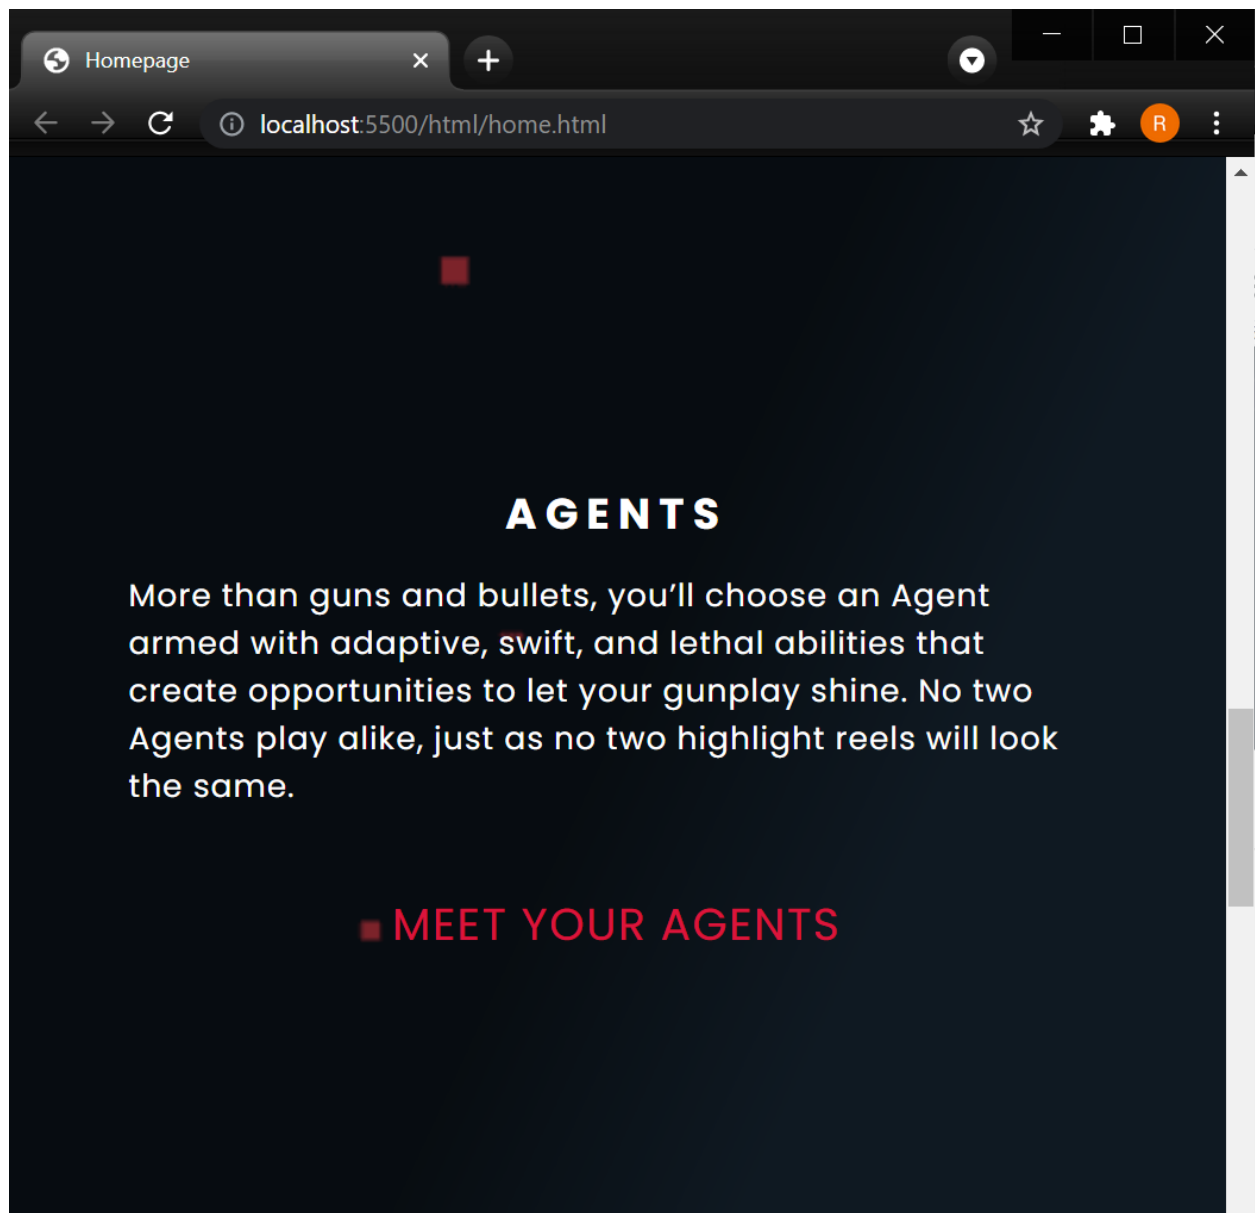 Homepage
localhost:5500/html/home.html
R
AGENTS
More than guns and bullets, you’ll choose an Agent
armed with adaptive, swift, and lethal abilities that
create opportunities to let your gunplay shine. No two
Agents play alike, just as no two highlight reels will look
the same.
MEET YOUR AGENTS